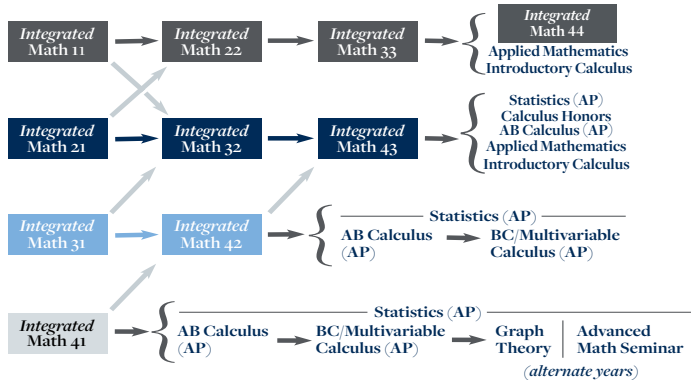 Integrated
Math 11
Integrated
Math 22
Integrated
Math 33
Integrated
Math 44
Applied Mathematics
Introductory Calculus
Integrated
Math 21
Integrated
Math 32
Integrated
Math 43
Statistics (AP)
Calculus Honors
AB Calculus (AP)
Applied Mathematics
Introductory Calculus
Integrated
Math 31
Integrated
Math 42
Statistics (AP)
AB Calculus
(AP)
BC/Multivariable
Calculus (AP)
Integrated
Math 41
Statistics (AP)
AB Calculus
(AP)
BC/Multivariable
Calculus (AP)
Graph
Theory
Advanced
Math Seminar
(alternate years)